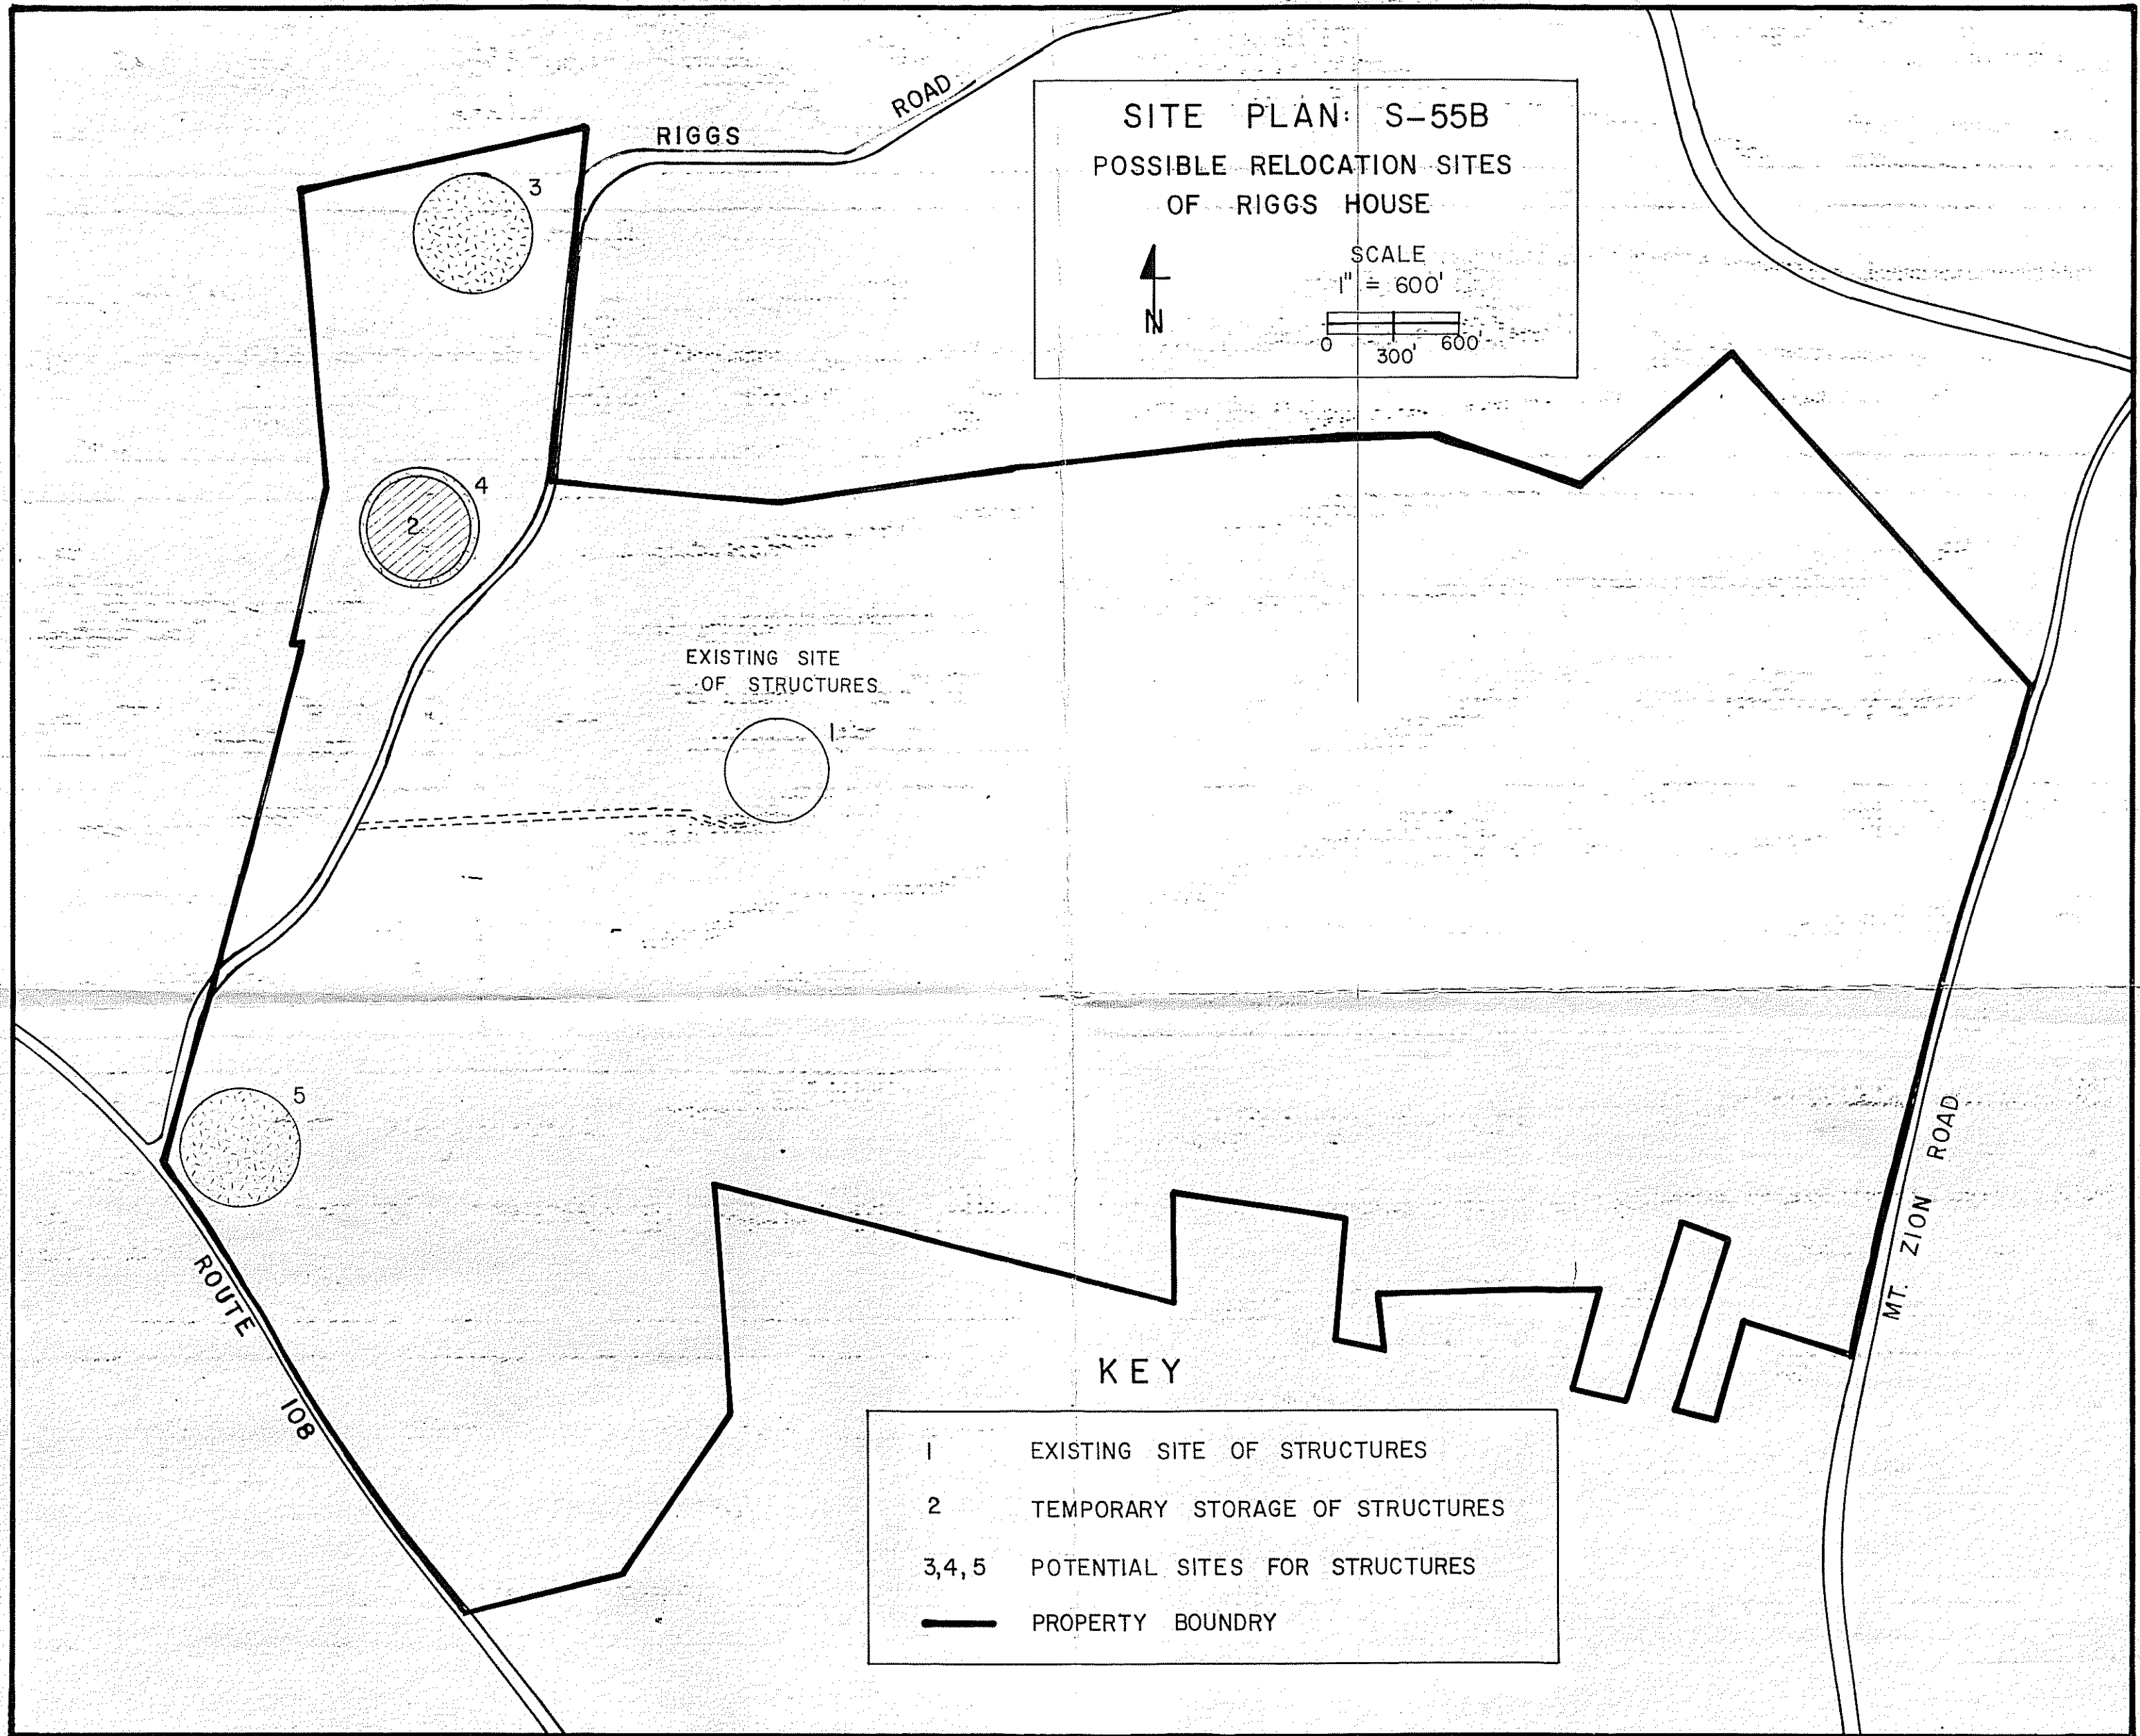 RIGGS ROAD
SITE PLAN: S-55B
POSSIBLE RELOCATION SITES
OF RIGGS HOUSE
N
SCALE
1" = 600'
0 300' 600'
3
4
2
EXISTING SITE
OF STRUCTURES
1
5
ROUTE 108
MT. ZION ROAD
KEY
1 EXISTING SITE OF STRUCTURES
2 TEMPORARY STORAGE OF STRUCTURES
3,4,5 POTENTIAL SITES FOR STRUCTURES
PROPERTY BOUNDRY